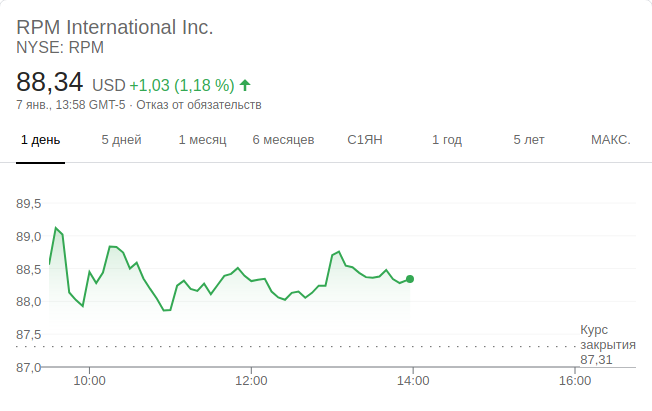 RPM International Inc.
NYSE: RPM
88,34 USD +1,03 (1,18 %)
7 янв., 13:58 GMT-5 · Отказ от обязательств
1 день 5 дней 1 месяц 6 месяцев С1ЯН 1 год 5 лет МАКС.
89,5
89,0
88,5
88,0
87,5
Курс
закрытия
87,31
87,0
10:00 12:00 14:00 16:00